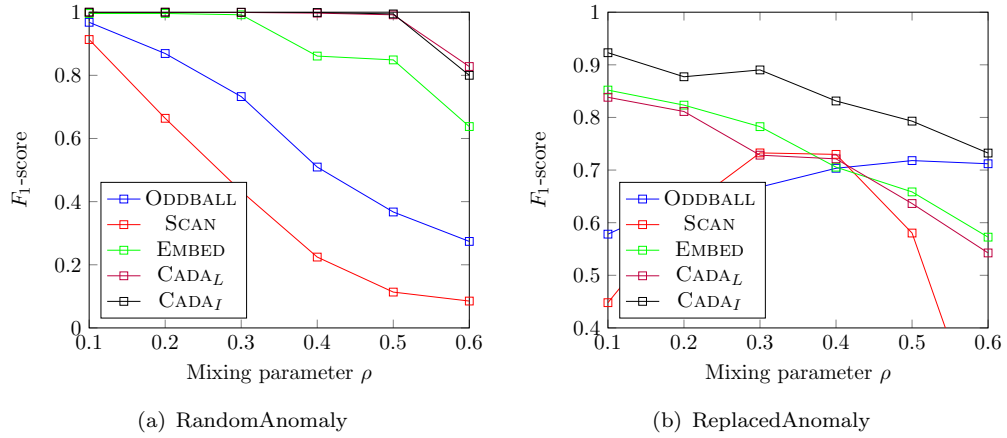 1
0.8
0.6
0.4
0.2
0
F1-score
ODDBALL
SCAN
EMBED
CADAL
CADAI
0.1 0.2 0.3 0.4 0.5 0.6
Mixing parameter ρ
(a) RandomAnomaly
1
0.9
0.8
0.7
0.6
0.5
0.4
F1-score
ODDBALL
SCAN
EMBED
CADAL
CADAI
0.1 0.2 0.3 0.4 0.5 0.6
Mixing parameter ρ
(b) ReplacedAnomaly